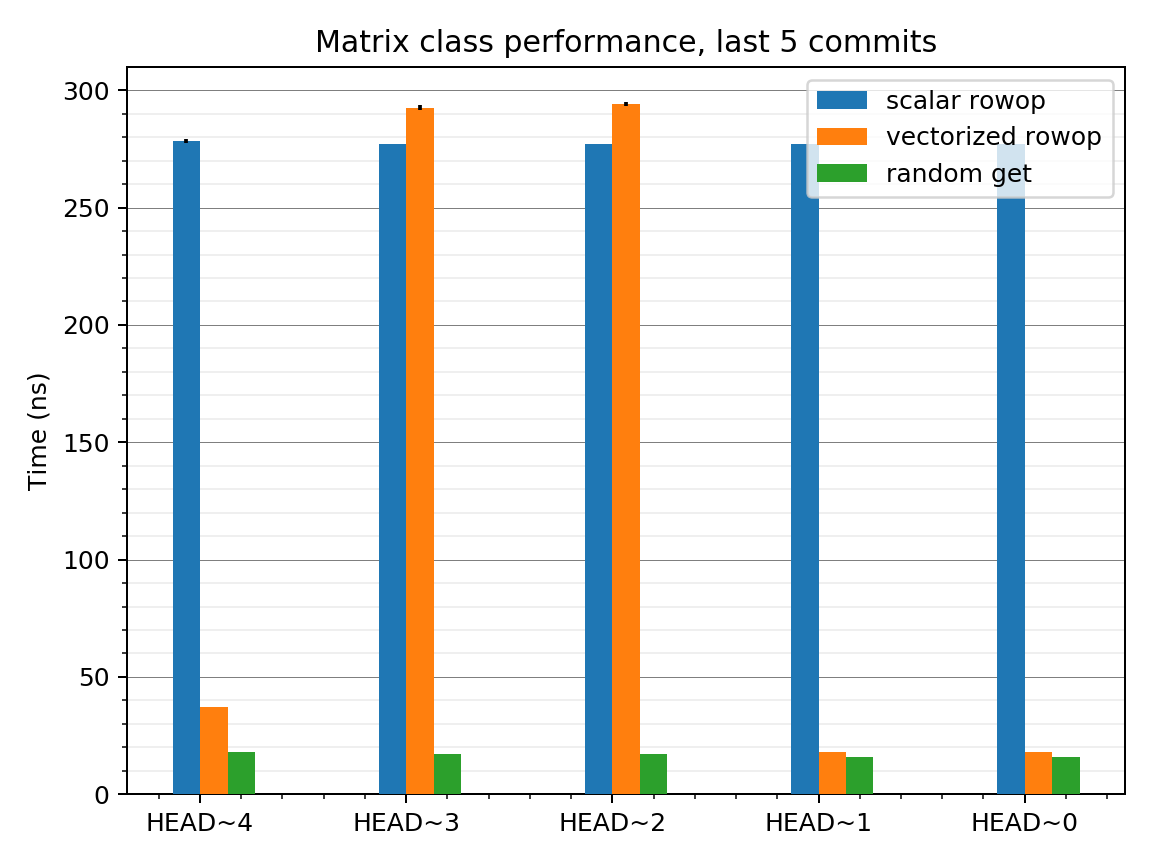 Matrix class performance, last 5 commits
scalar rowop
vectorized rowop
random get
Time (ns)
300
250
200
150
100
50
0
HEAD~4 HEAD~3 HEAD~2 HEAD~1 HEAD~0